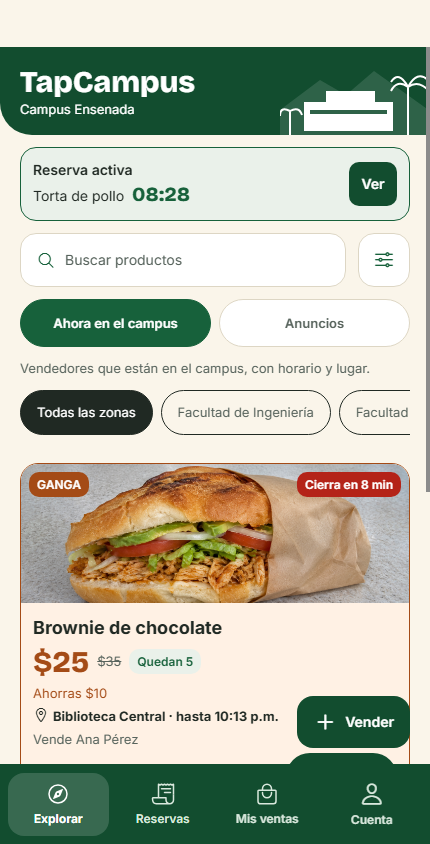 TapCampus
Campus Ensenada
Reserva activa
Torta de pollo 08:28
Ver
Buscar productos
Ahora en el campus
Anuncios
Vendedores que están en el campus, con horario y lugar.
Todas las zonas
Facultad de Ingeniería
Facultad
GANGA
Cierra en 8 min
Brownie de chocolate
$25 $35 Quedan 5
Ahorras $10
Biblioteca Central · hasta 10:13 p.m.
Vende Ana Pérez
Vender
Explorar
Reservas
Mis ventas
Cuenta